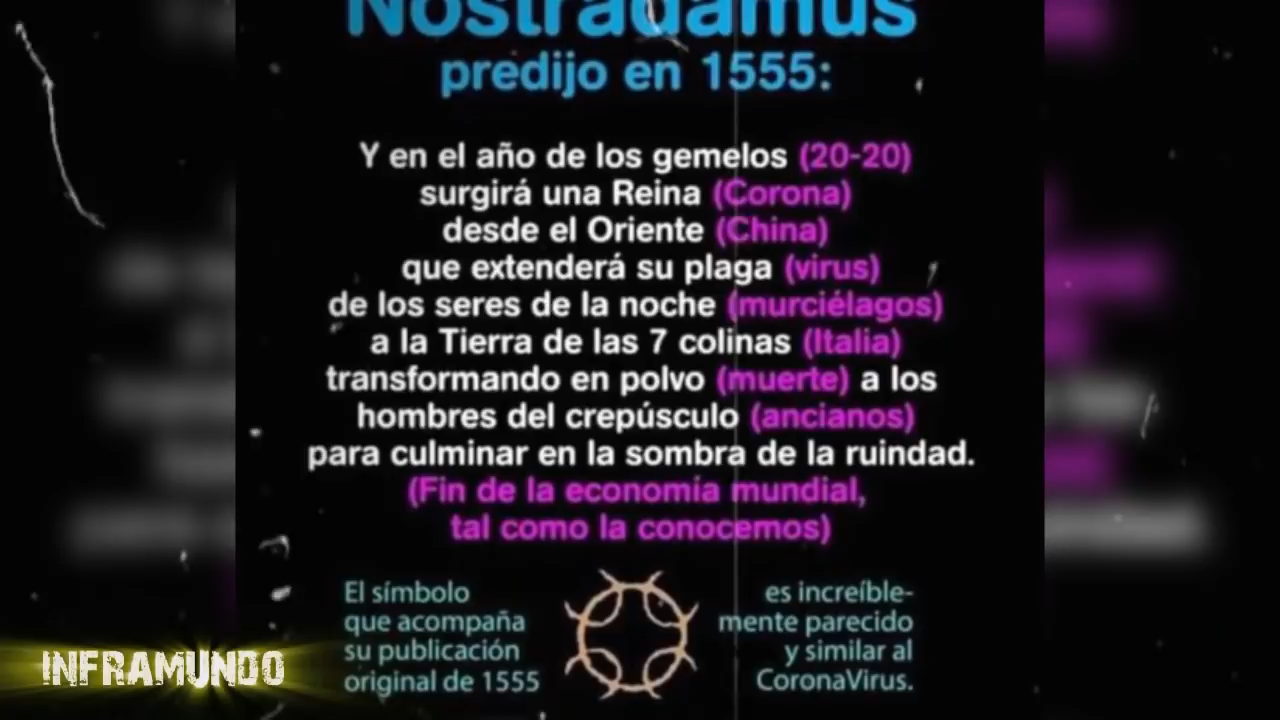 Nostradamus
predijo en 1555:
Y en el año de los gemelos (20-20)
surgirá una Reina (Corona)
desde el Oriente (China)
que extenderá su plaga (virus)
de los seres de la noche (murciélagos)
a la Tierra de las 7 colinas (Italia)
transformando en polvo (muerte) a los
hombres del crepúsculo (ancianos)
para culminar en la sombra de la ruindad.
(Fin de la economia mundial,
tal como la conocemos)
El símbolo
que acompaña
su publicación
original de 1555
es increíble-
mente parecido
y similar al
CoronaVirus.
INFRAMUNDO